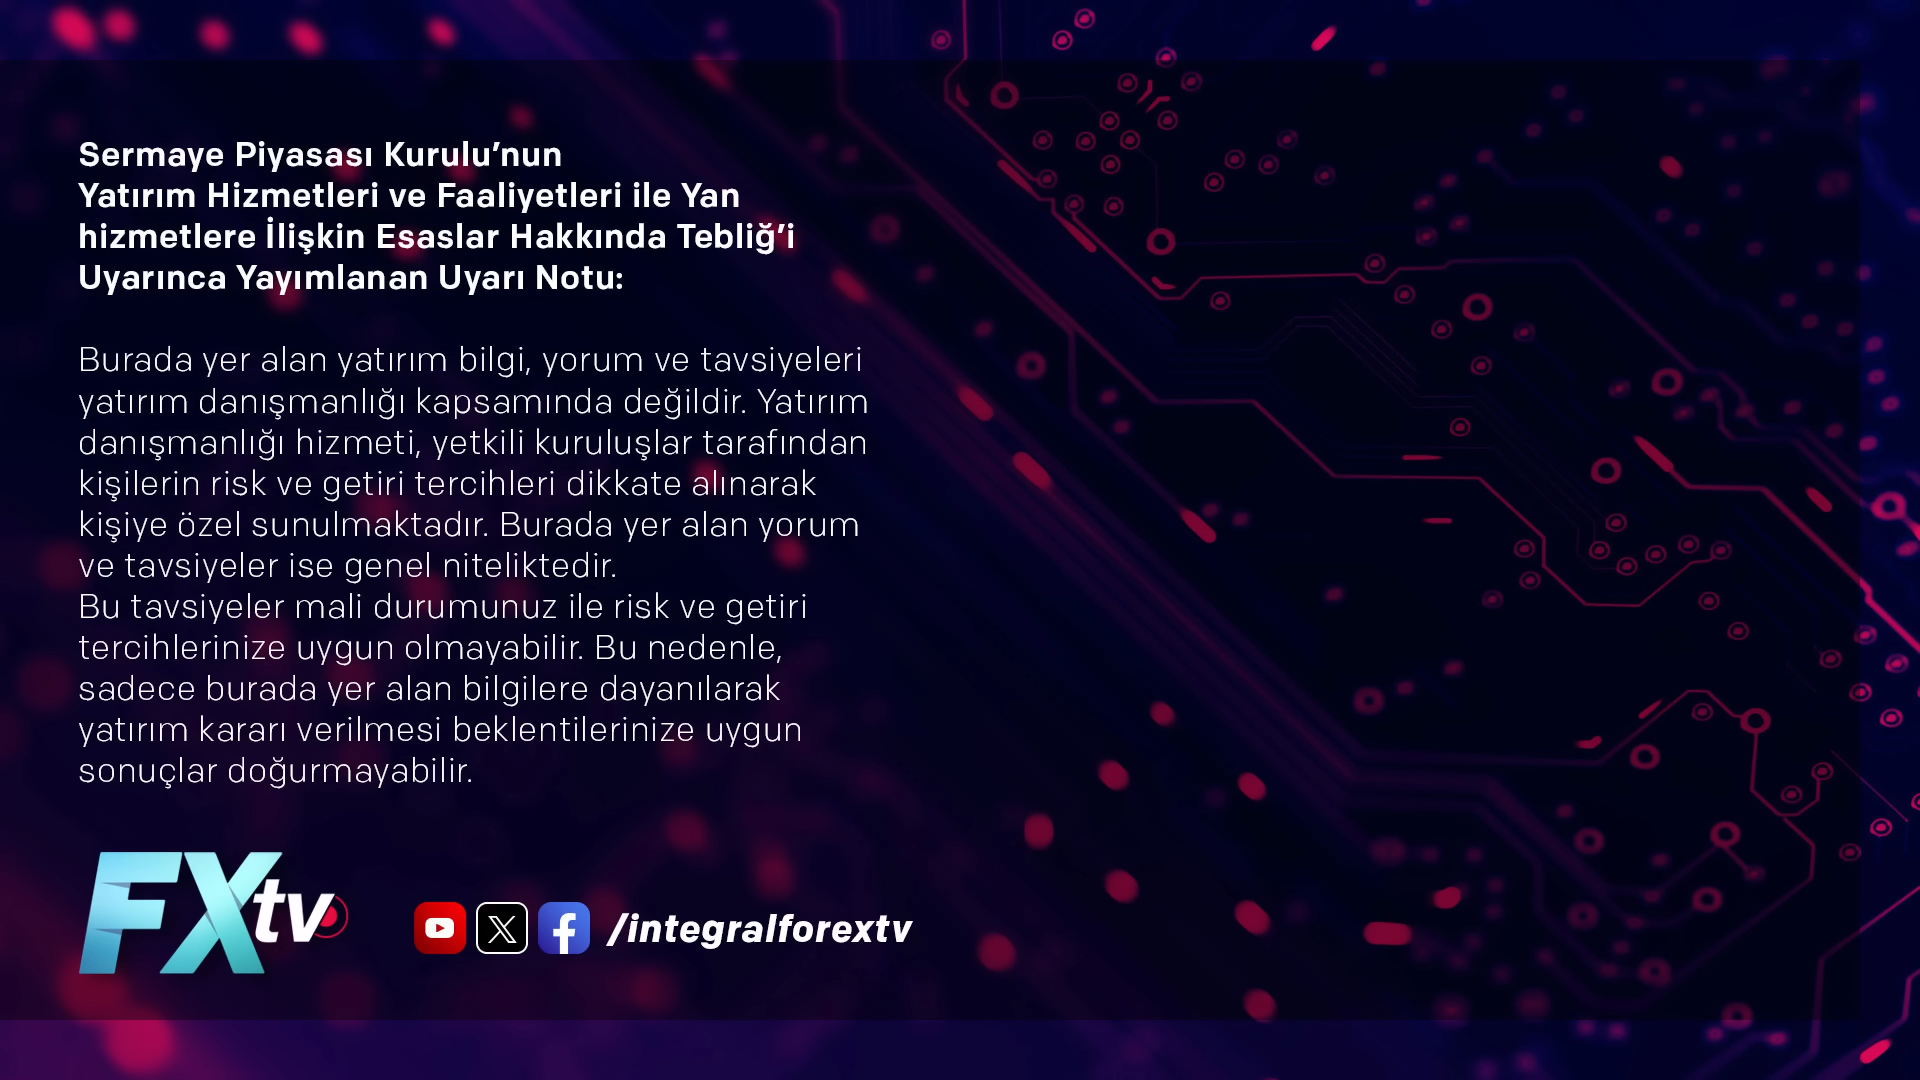 Sermaye Piyasası Kurulu’nun
Yatırım Hizmetleri ve Faaliyetleri ile Yan
hizmetlere İlişkin Esaslar Hakkında Tebliğ’i
Uyarınca Yayımlanan Uyarı Notu:
Burada yer alan yatırım bilgi, yorum ve tavsiyeleri
yatırım danışmanlığı kapsamında değildir. Yatırım
danışmanlığı hizmeti, yetkili kuruluşlar tarafından
kişilerin risk ve getiri tercihleri dikkate alınarak
kişiye özel sunulmaktadır. Burada yer alan yorum
ve tavsiyeler ise genel niteliktedir.
Bu tavsiyeler mali durumunuz ile risk ve getiri
tercihlerinize uygun olmayabilir. Bu nedenle,
sadece burada yer alan bilgilere dayanılarak
yatırım kararı verilmesi beklentilerinize uygun
sonuçlar doğurmayabilir.
FXtv
/integralforextv